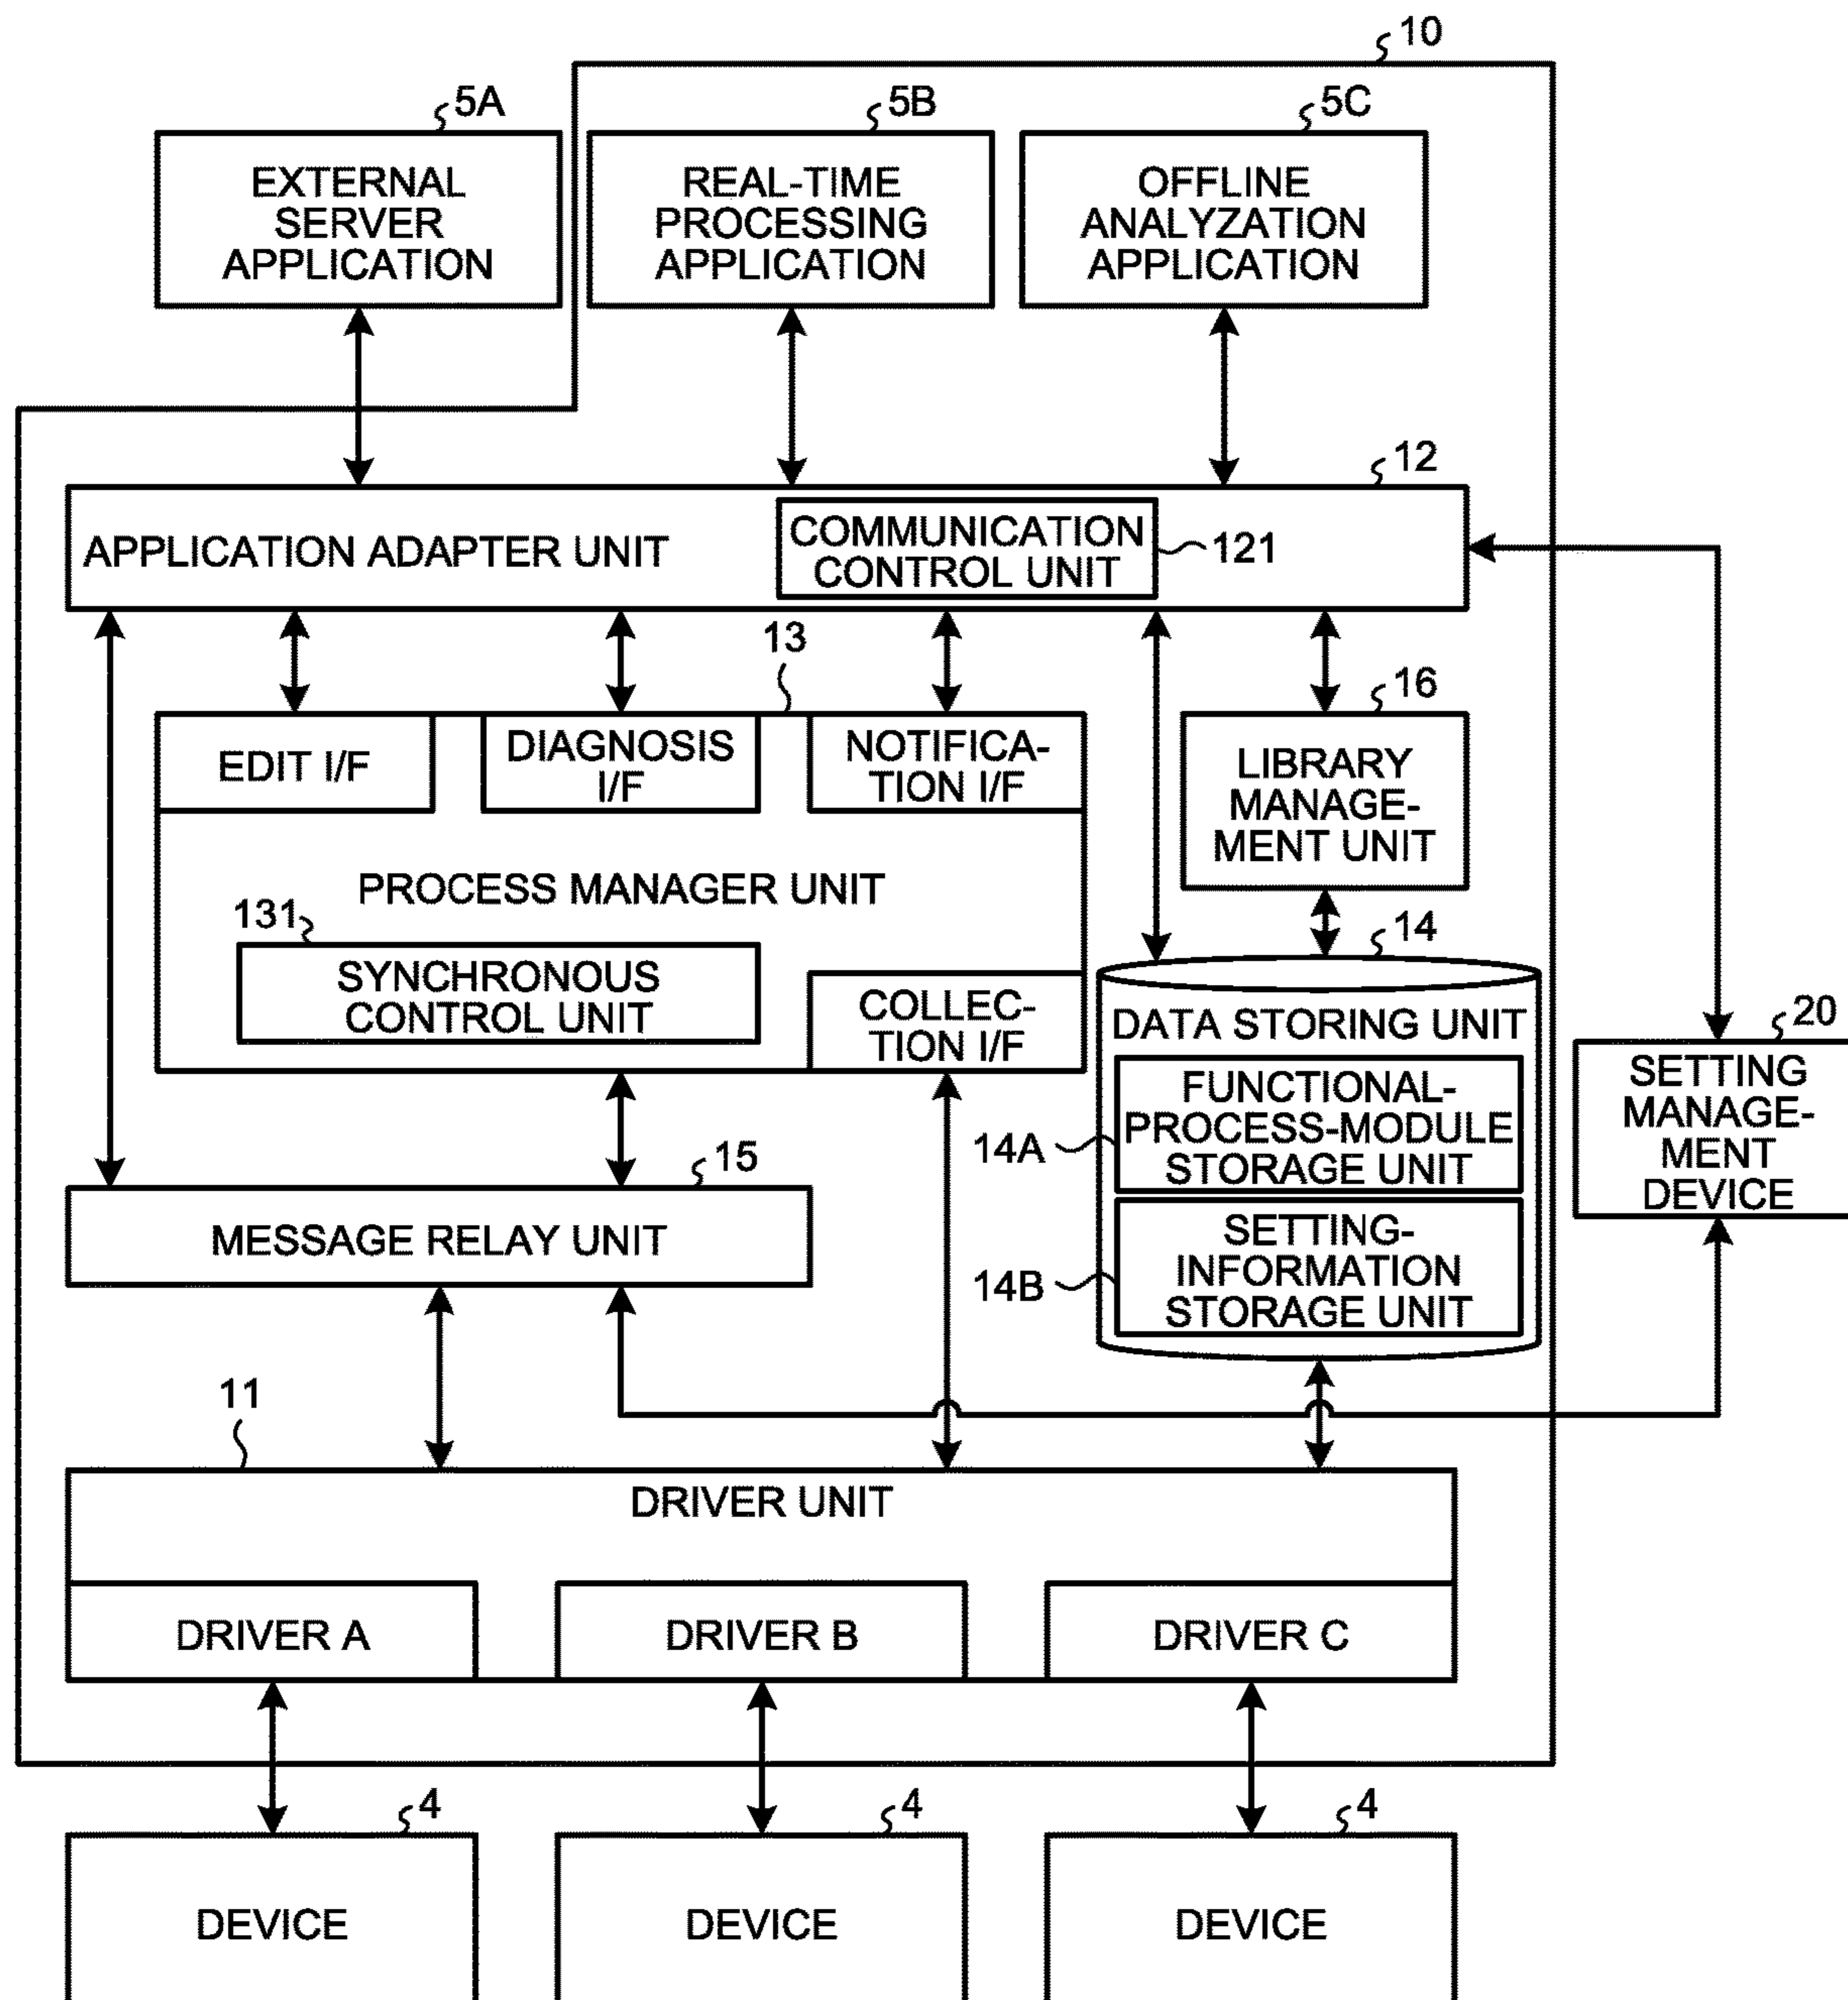 10
5A
5B
5C
EXTERNAL
SERVER
APPLICATION
REAL-TIME
PROCESSING
APPLICATION
OFFLINE
ANALYZATION
APPLICATION
12
APPLICATION ADAPTER UNIT
COMMUNICATION
CONTROL UNIT
121
13
16
EDIT I/F
DIAGNOSIS
I/F
NOTIFICA-
TION I/F
LIBRARY
MANAGE-
MENT UNIT
PROCESS MANAGER UNIT
131
SYNCHRONOUS
CONTROL UNIT
COLLEC-
TION I/F
14
DATA STORING UNIT
14A
FUNCTIONAL-
PROCESS-MODULE
STORAGE UNIT
14B
SETTING-
INFORMATION
STORAGE UNIT
20
SETTING
MANAGE-
MENT
DEVICE
15
MESSAGE RELAY UNIT
11
DRIVER UNIT
DRIVER A
DRIVER B
DRIVER C
4
4
4
DEVICE
DEVICE
DEVICE